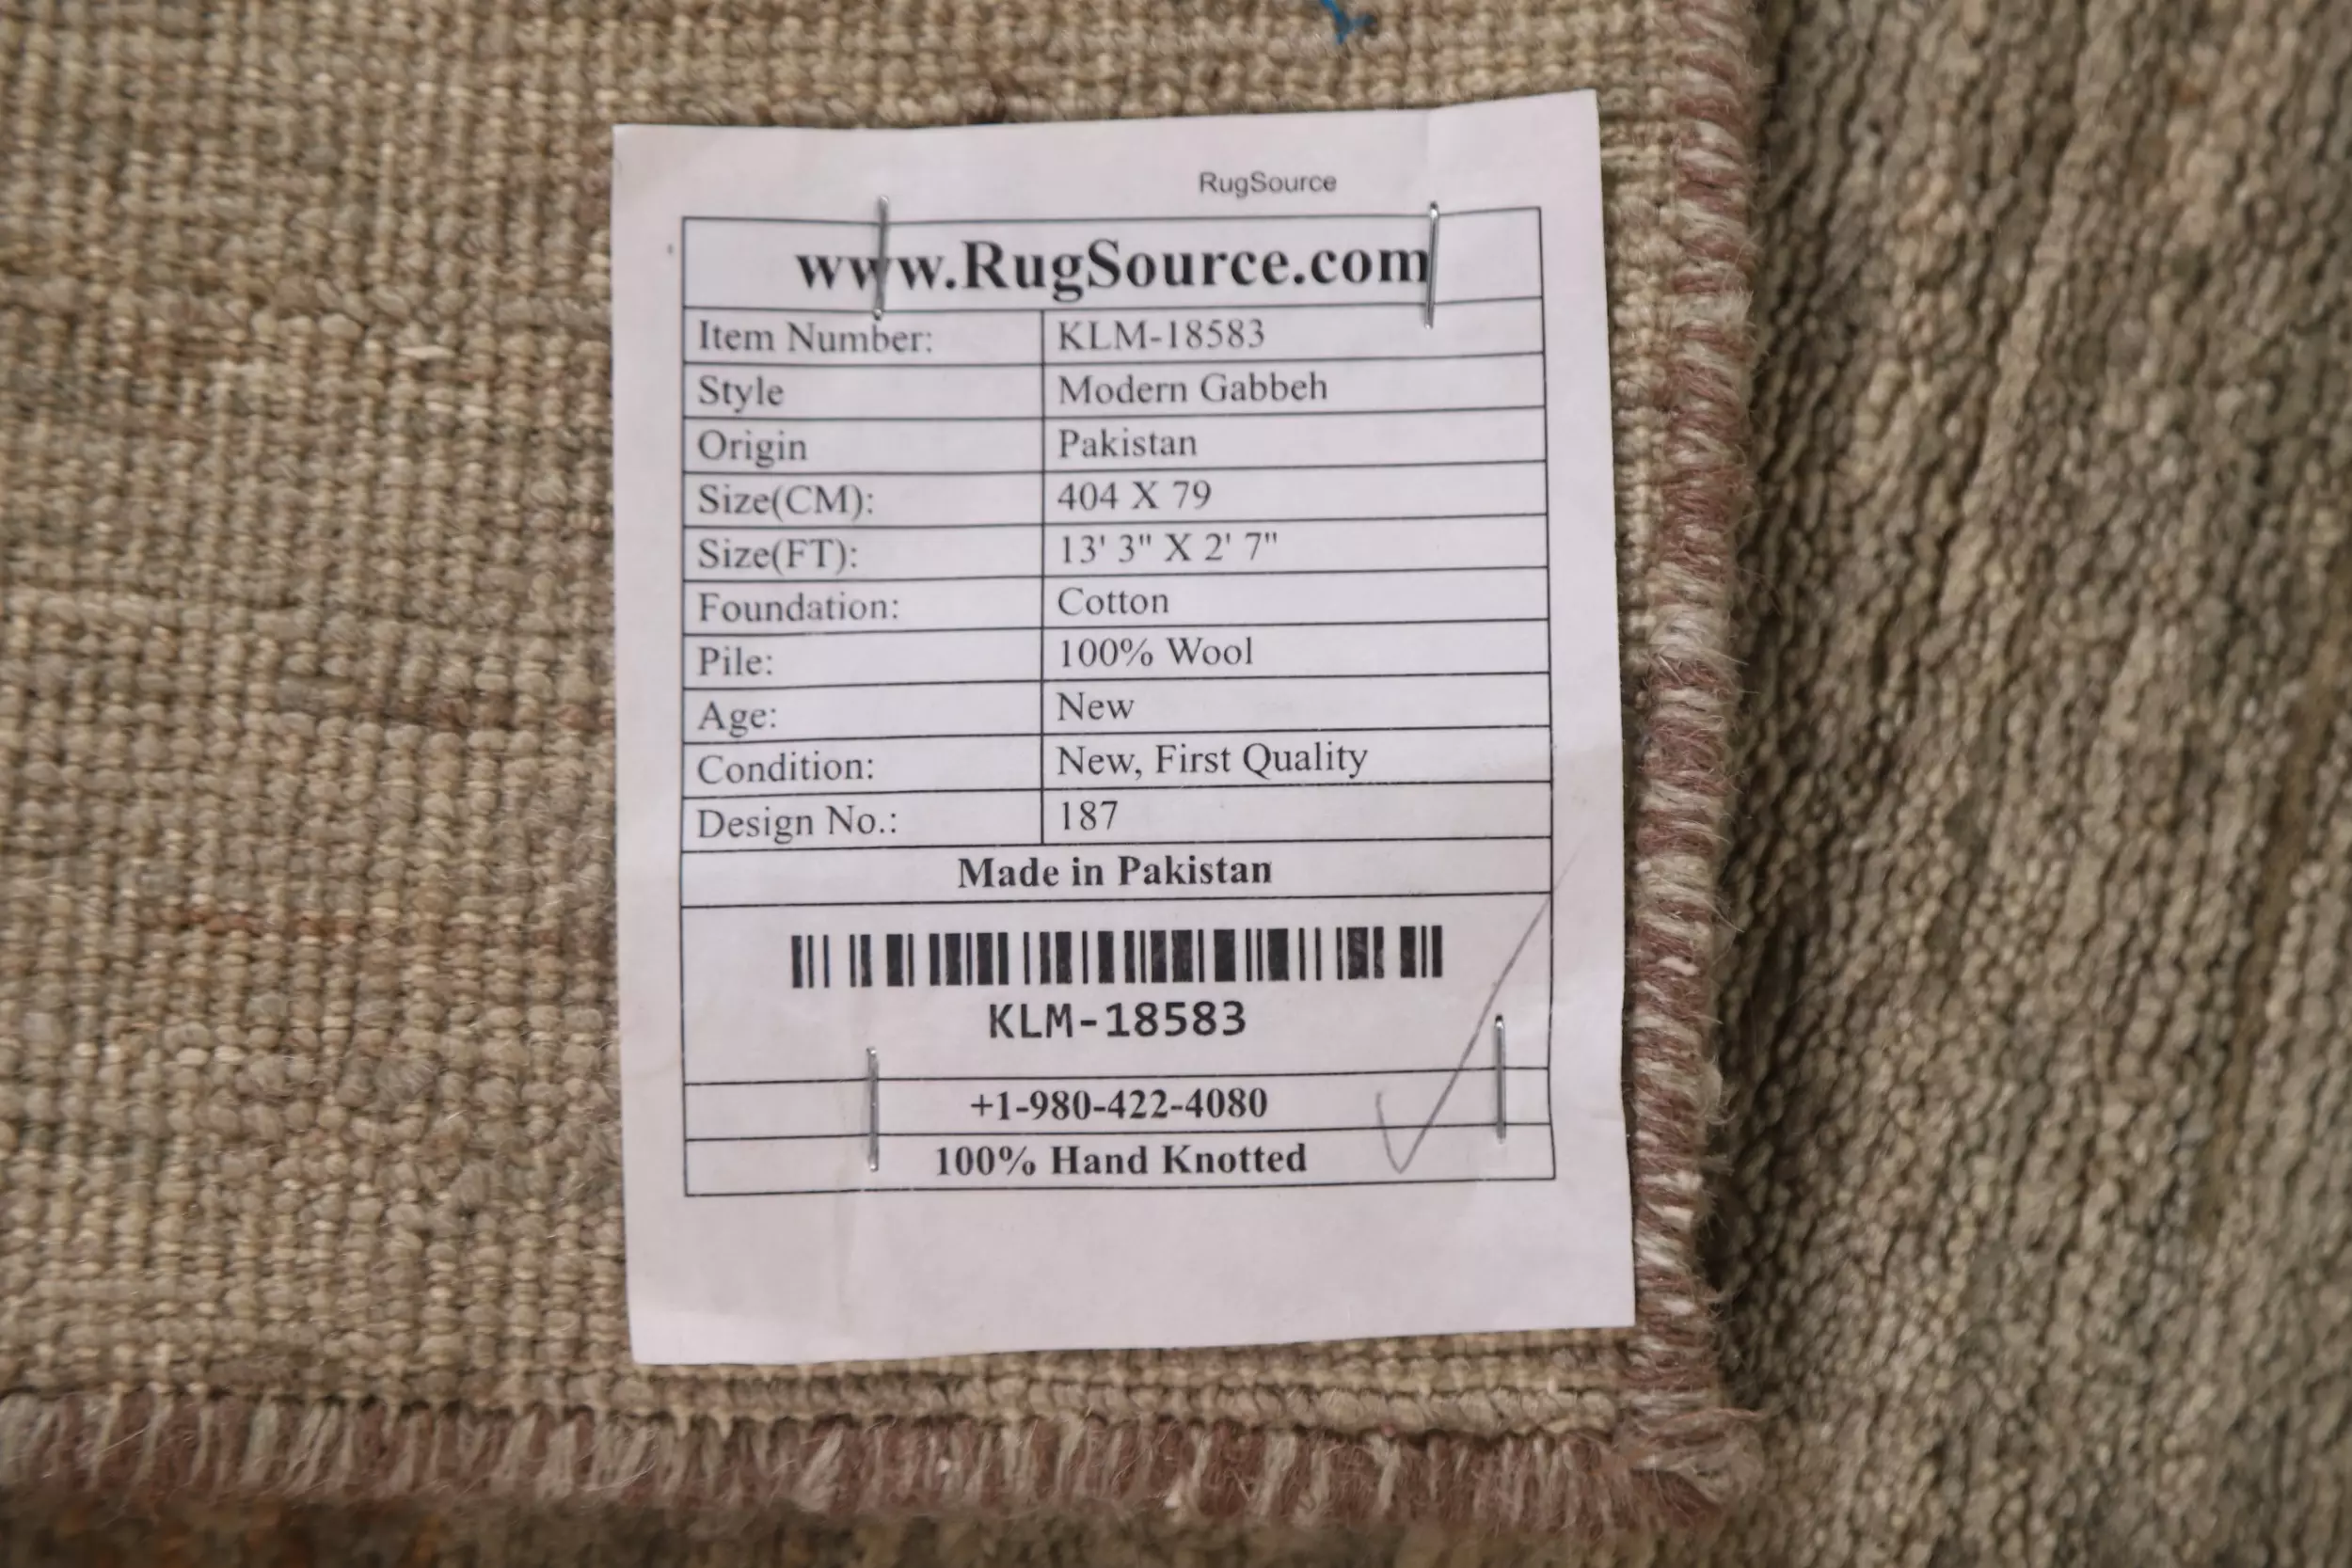 RugSource
www.RugSource.com
Item Number: KLM-18583
Style Modern Gabbeh
Origin Pakistan
Size(CM): 404 X 79
Size(FT): 13' 3" X 2' 7"
Foundation: Cotton
Pile: 100% Wool
Age: New
Condition: New, First Quality
Design No.: 187
Made in Pakistan
KLM-18583
+1-980-422-4080
100% Hand Knotted